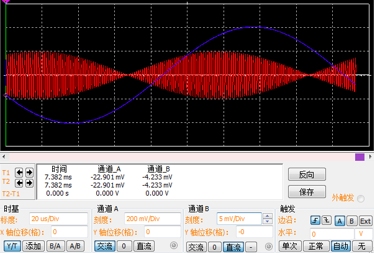 时间 通道_A 通道_B
T1 7.382 ms -22.901 mV -4.233 mV
T2 7.382 ms -22.901 mV -4.233 mV
T2-T1 0.000 s 0.000 V 0.000 V
反向
保存
外触发
时基 通道A 通道B 触发
标度: 20 us/Div 刻度: 200 mV/Div 刻度: 5 mV/Div 边沿: A B Ext
X 轴位移(格): 0 Y 轴位移(格): 0 Y 轴位移(格): -0 水平: 0 V
Y/T 添加 B/A A/B 交流 0 直流 交流 0 直流 - 单次 正常 自动 无